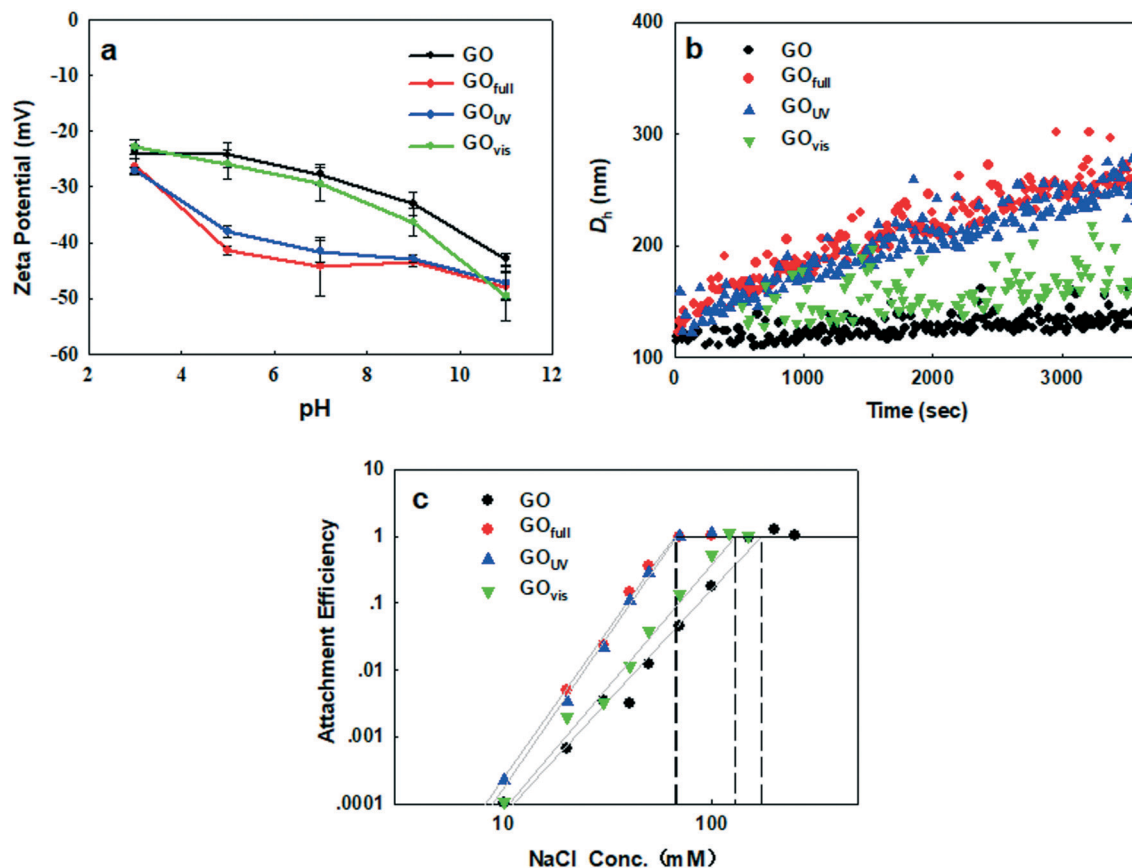 a
GO
GOfull
GOUV
GOvis
0
-10
-20
-30
-40
-50
-60
Zeta Potential (mV)
2 4 6 8 10 12
pH
b
GO
GOfull
GOUV
GOvis
400
300
200
100
Dh (nm)
0 1000 2000 3000
Time (sec)
c
GO
GOfull
GOUV
GOvis
10
1
.1
.01
.001
.0001
Attachment Efficiency
10 100
NaCl Conc. (mM)